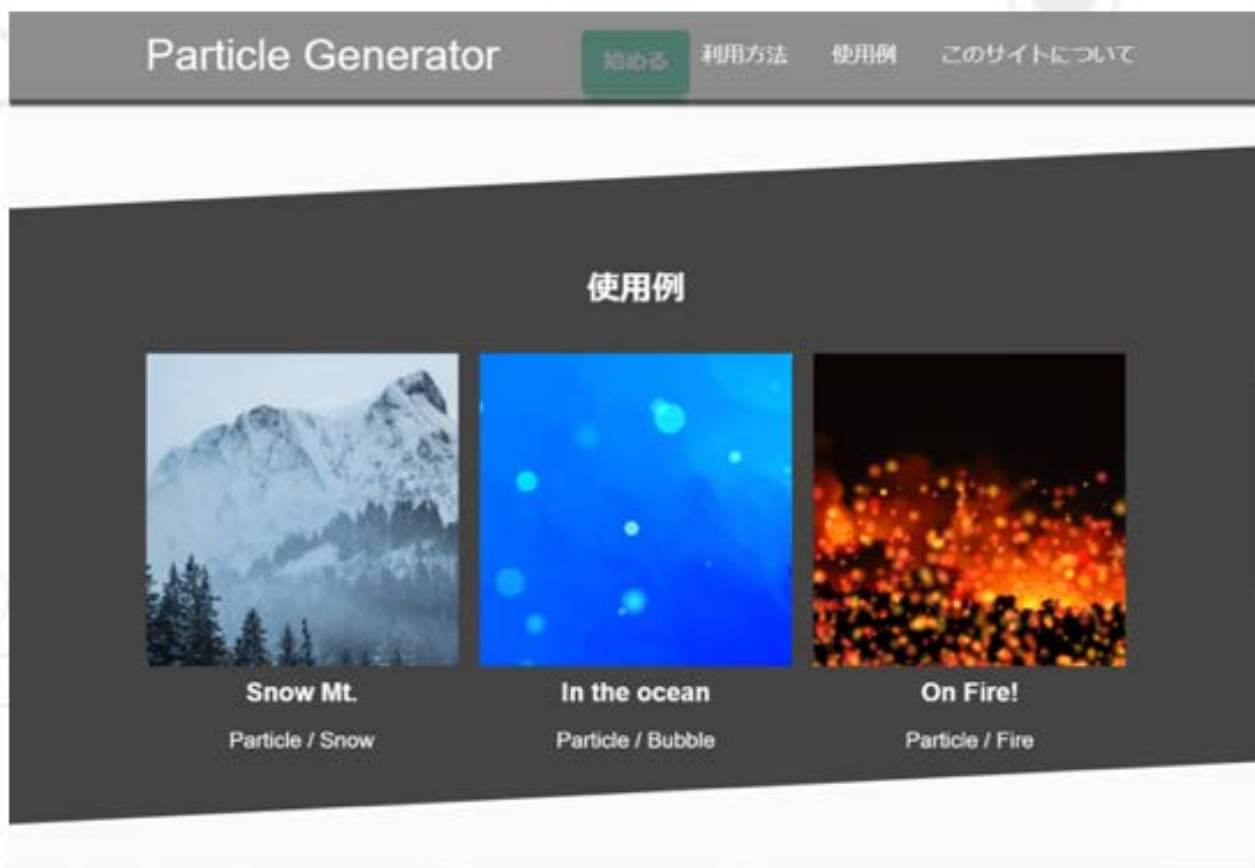 Particle Generator 始める 利用方法 使用例 このサイトについて
使用例
Snow Mt. In the ocean On Fire!
Particle / Snow Particle / Bubble Particle / Fire